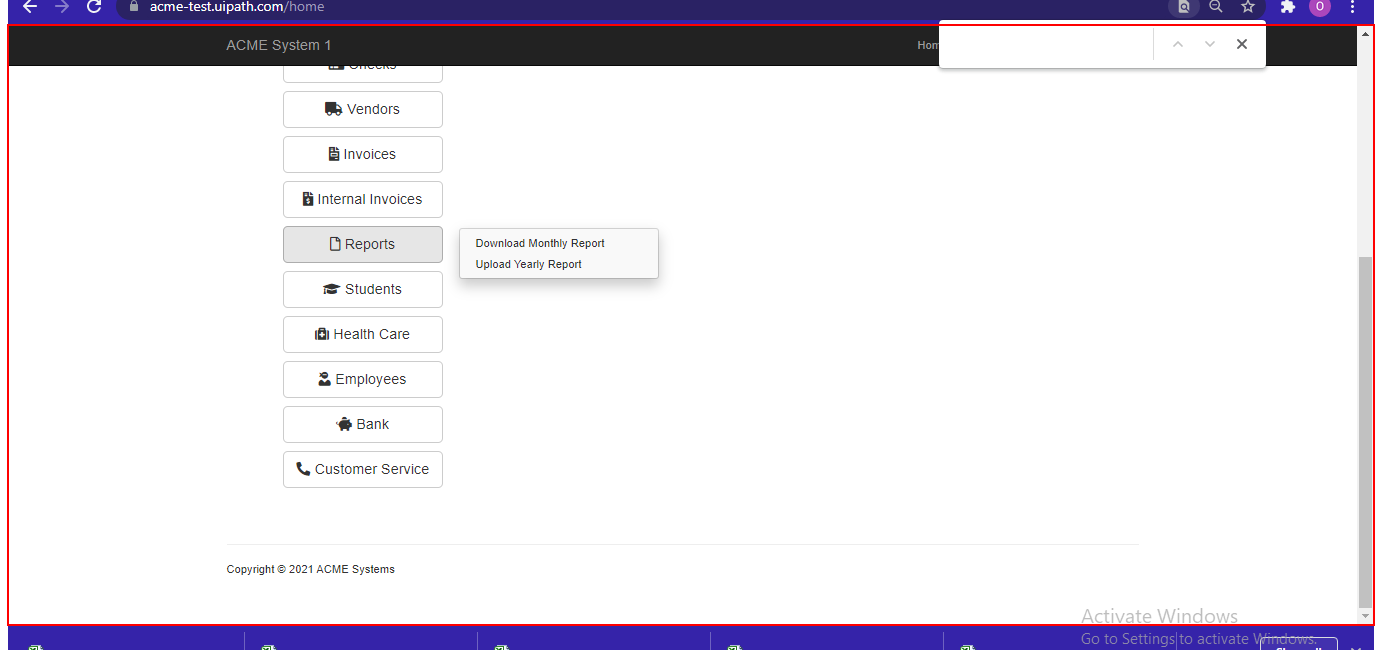 acme-test.uipath.com/home
O
ACME System 1
Hom
Checks
Vendors
Invoices
Internal Invoices
Reports
Download Monthly Report
Upload Yearly Report
Students
Health Care
Employees
Bank
Customer Service
Copyright © 2021 ACME Systems
Activate Windows
Go to Settings to activate Windows.